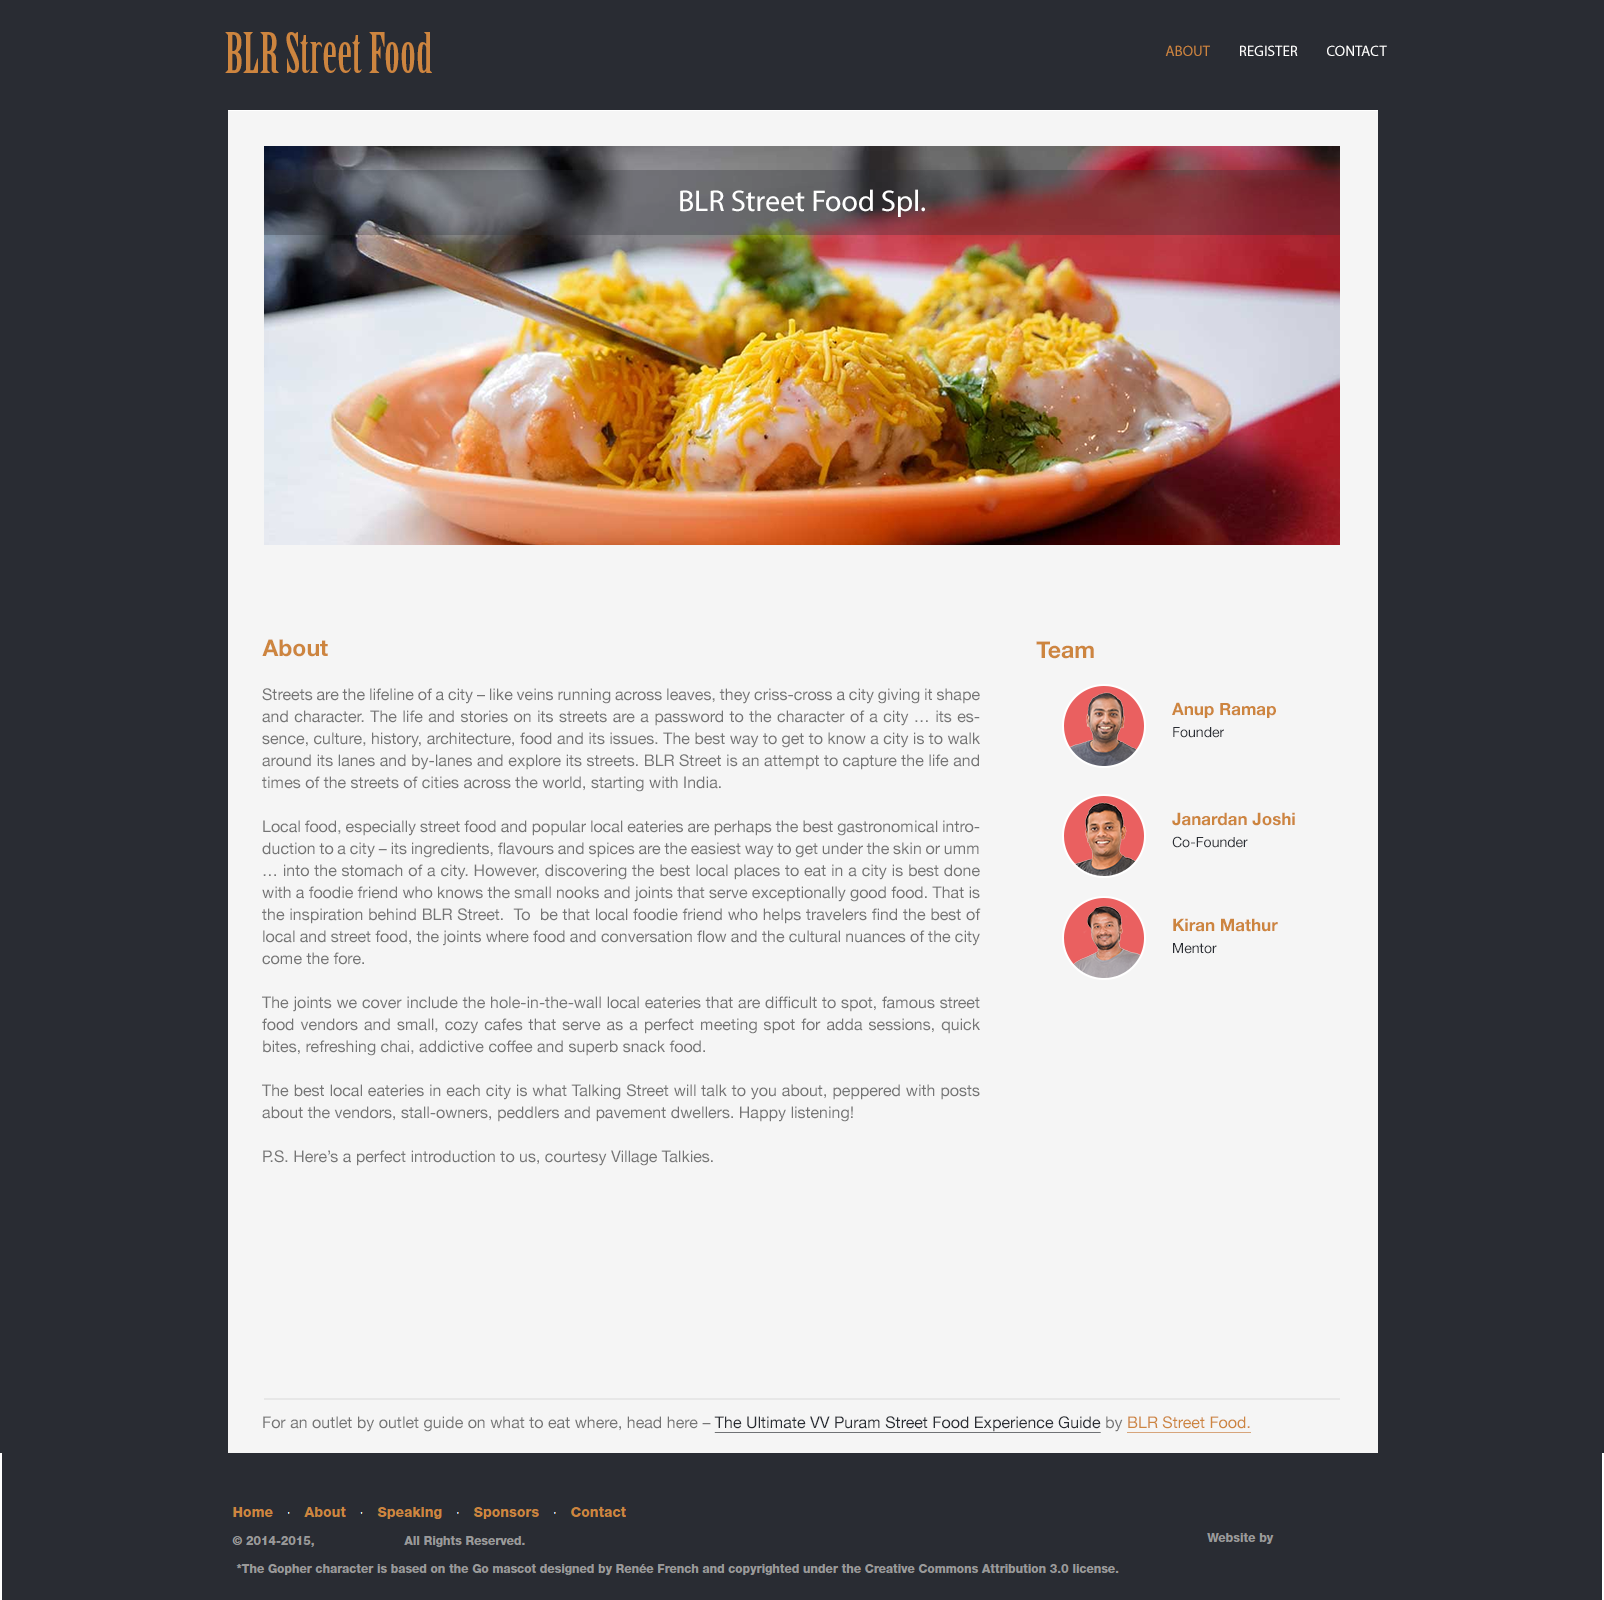 BLR Street Food
ABOUT REGISTER CONTACT
BLR Street Food Spl.
About
Streets are the lifeline of a city – like veins running across leaves, they criss-cross a city giving it shape
and character. The life and stories on its streets are a password to the character of a city … its es-
sence, culture, history, architecture, food and its issues. The best way to get to know a city is to walk
around its lanes and by-lanes and explore its streets. BLR Street is an attempt to capture the life and
times of the streets of cities across the world, starting with India.
Local food, especially street food and popular local eateries are perhaps the best gastronomical intro-
duction to a city – its ingredients, flavours and spices are the easiest way to get under the skin or umm
… into the stomach of a city. However, discovering the best local places to eat in a city is best done
with a foodie friend who knows the small nooks and joints that serve exceptionally good food. That is
the inspiration behind BLR Street.  To  be that local foodie friend who helps travelers find the best of
local and street food, the joints where food and conversation flow and the cultural nuances of the city
come the fore.
The joints we cover include the hole-in-the-wall local eateries that are difficult to spot, famous street
food vendors and small, cozy cafes that serve as a perfect meeting spot for adda sessions, quick
bites, refreshing chai, addictive coffee and superb snack food.
The best local eateries in each city is what Talking Street will talk to you about, peppered with posts
about the vendors, stall-owners, peddlers and pavement dwellers. Happy listening!
P.S. Here’s a perfect introduction to us, courtesy Village Talkies.
Team
Anup Ramap
Founder
Janardan Joshi
Co-Founder
Kiran Mathur
Mentor
For an outlet by outlet guide on what to eat where, head here – The Ultimate VV Puram Street Food Experience Guide by BLR Street Food.
Home · About · Speaking · Sponsors · Contact
© 2014-2015, All Rights Reserved.
Website by
*The Gopher character is based on the Go mascot designed by Renée French and copyrighted under the Creative Commons Attribution 3.0 license.